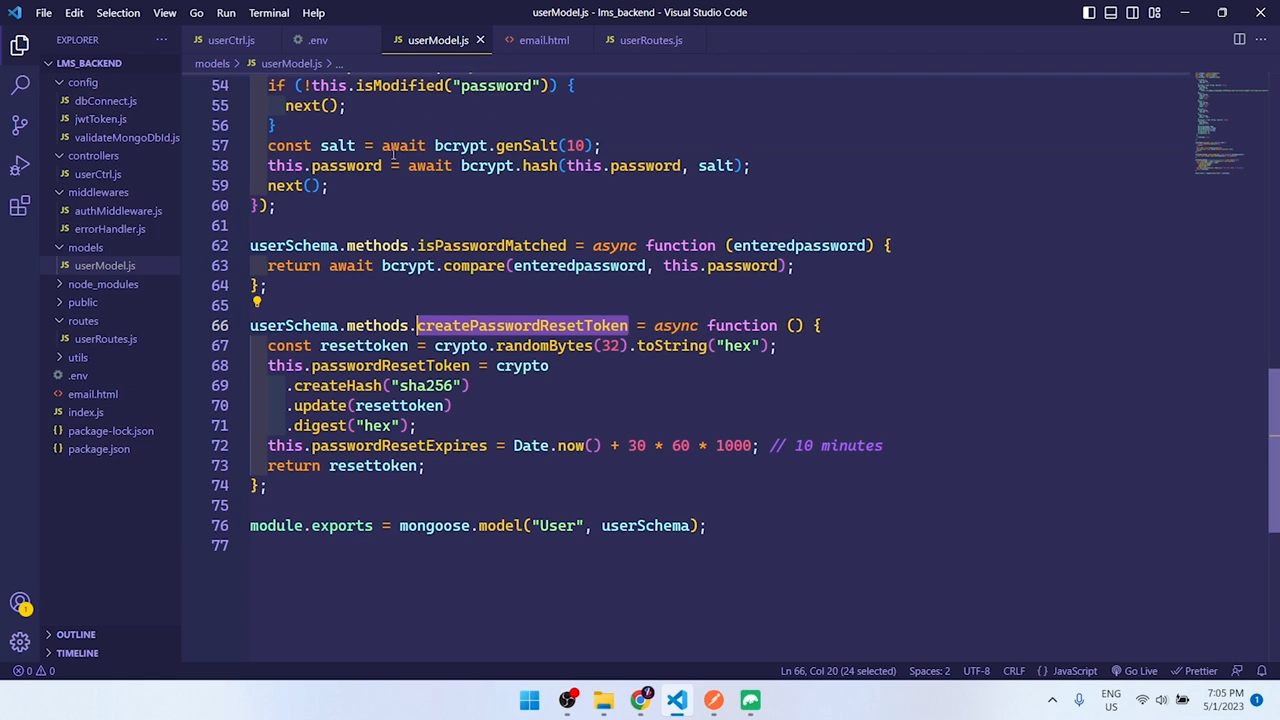 File Edit Selection View Go Run Terminal Help
userModel.js - lms_backend - Visual Studio Code
EXPLORER
userCtrl.js
.env
userModel.js
email.html
userRoutes.js
models > userModel.js > ...
LMS_BACKEND
config
dbConnect.js
jwtToken.js
validateMongoDbId.js
controllers
userCtrl.js
middlewares
authMiddleware.js
errorHandler.js
models
userModel.js
node_modules
public
routes
userRoutes.js
utils
.env
email.html
index.js
package-lock.json
package.json
OUTLINE
TIMELINE
54 if (!this.isModified("password")) {
55 next();
56 }
57 const salt = await bcrypt.genSalt(10);
58 this.password = await bcrypt.hash(this.password, salt);
59 next();
60 });
61
62 userSchema.methods.isPasswordMatched = async function (enteredpassword) {
63 return await bcrypt.compare(enteredpassword, this.password);
64 };
65
66 userSchema.methods.createPasswordResetToken = async function () {
67 const resettoken = crypto.randomBytes(32).toString("hex");
68 this.passwordResetToken = crypto
69 .createHash("sha256")
70 .update(resettoken)
71 .digest("hex");
72 this.passwordResetExpires = Date.now() + 30 * 60 * 1000; // 10 minutes
73 return resettoken;
74 };
75
76 module.exports = mongoose.model("User", userSchema);
77
1
0 0
Ln 66, Col 20 (24 selected) Spaces: 2 UTF-8 CRLF { } JavaScript Go Live Prettier
ENG
US
7:05 PM
5/1/2023
1